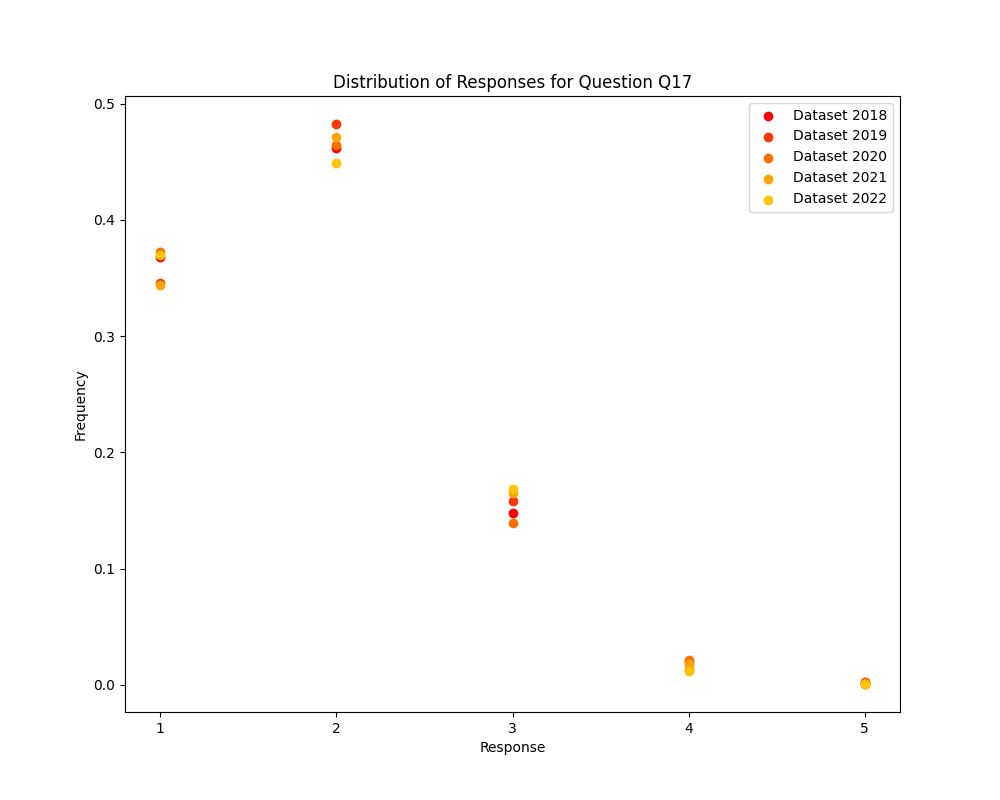 Distribution of Responses for Question Q17
0.5
0.4
0.3
0.2
0.1
0.0
Frequency
1 2 3 4 5
Response
Dataset 2018
Dataset 2019
Dataset 2020
Dataset 2021
Dataset 2022